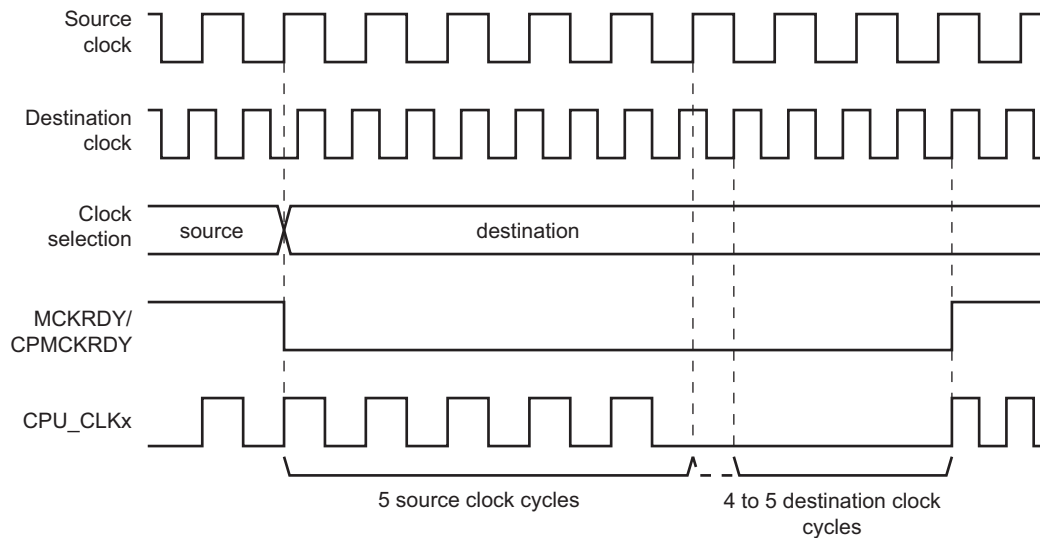 Source
clock
Destination
clock
Clock
selection
source
destination
MCKRDY/
CPMCKRDY
CPU_CLKx
5 source clock cycles
4 to 5 destination clock
cycles